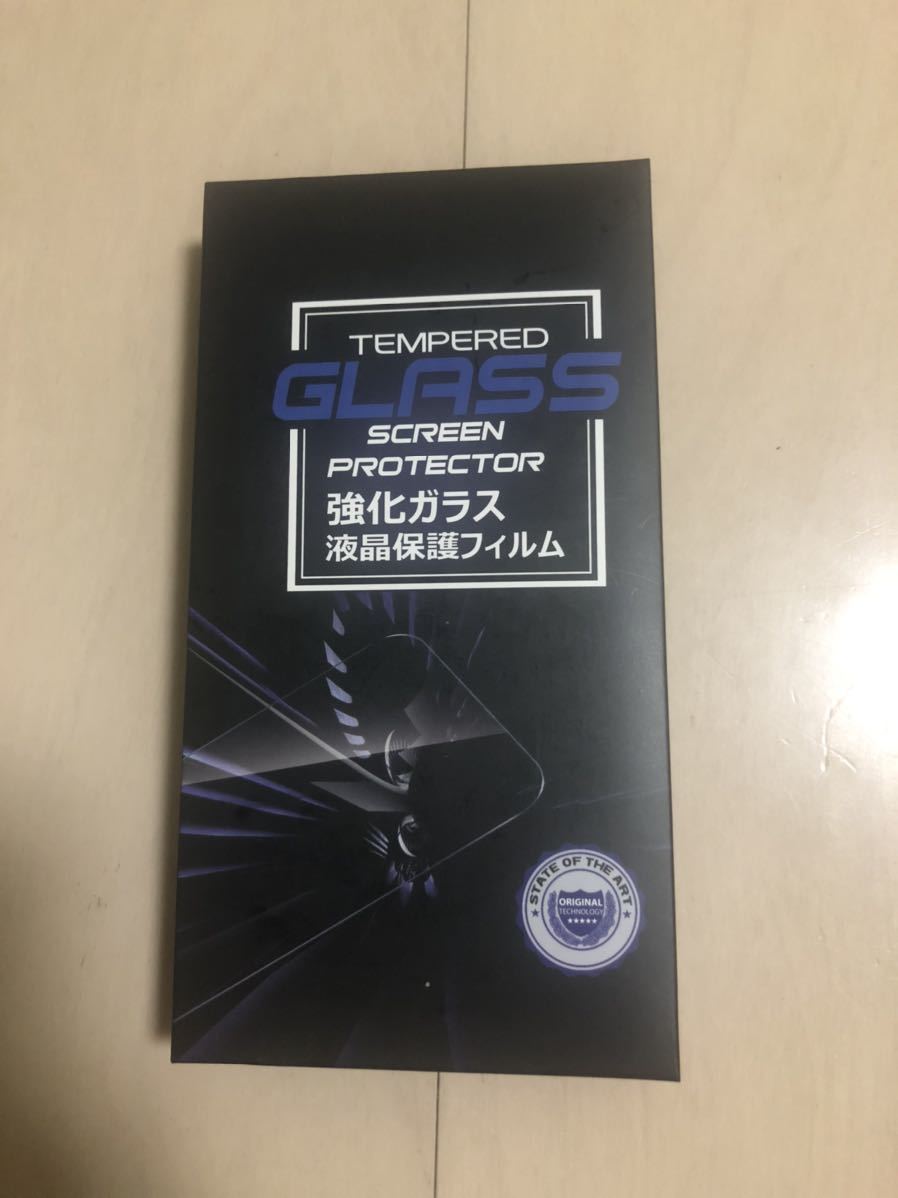 TEMPERED
GLASS
SCREEN
PROTECTOR
強化ガラス
液晶保護フィルム
STATE OF THE ART
ORIGINAL
TECHNOLOGY